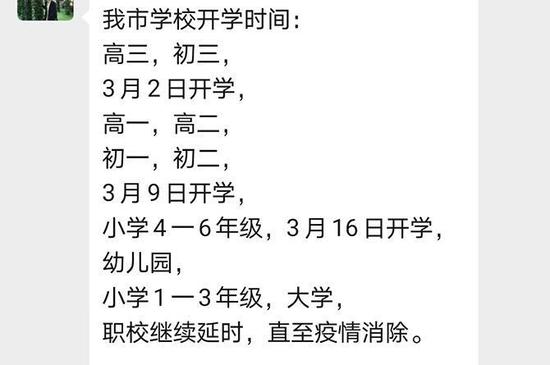 我市学校开学时间：
高三，初三，
3月2日开学，
高一，高二，
初一，初二，
3月9日开学，
小学4一6年级，3月16日开学，
幼儿园，
小学1一3年级，大学，
职校继续延时，直至疫情消除。